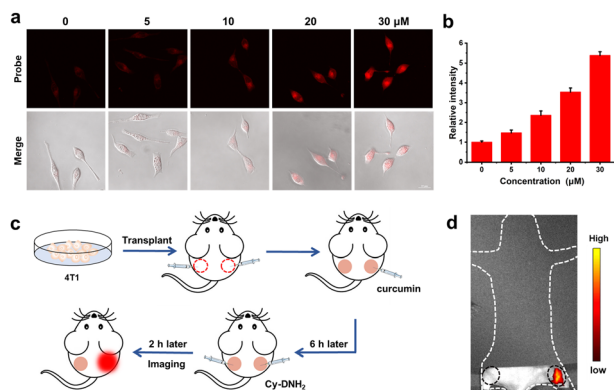 a
0 5 10 20 30 μM
Probe
Merge
b
Relative intensity
6
5
4
3
2
1
0
0 5 10 20 30
Concentration (μM)
c
4T1
Transplant
curcumin
6 h later
Cy-DNH₂
2 h later
Imaging
d
High
low